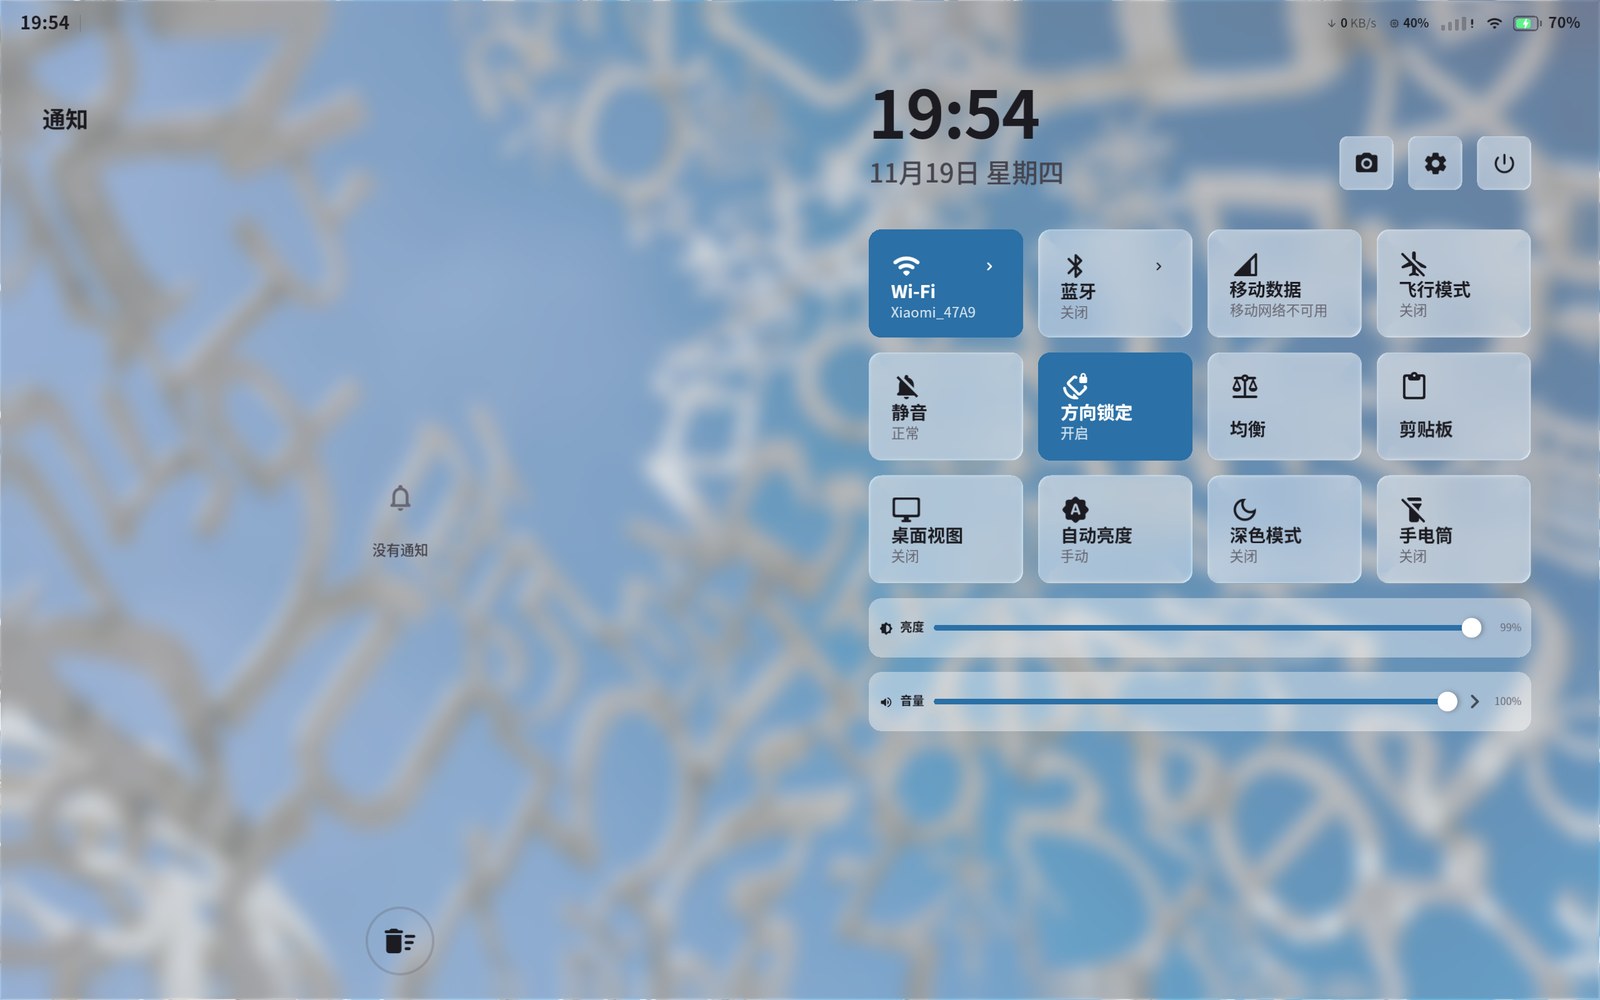 19:54
0 KB/s 40% 70%
通知
19:54
11月19日 星期四
Wi-Fi
Xiaomi_47A9
蓝牙
关闭
移动数据
移动网络不可用
飞行模式
关闭
静音
正常
方向锁定
开启
均衡
剪贴板
桌面视图
关闭
自动亮度
手动
深色模式
关闭
手电筒
关闭
亮度 99%
音量 100%
没有通知